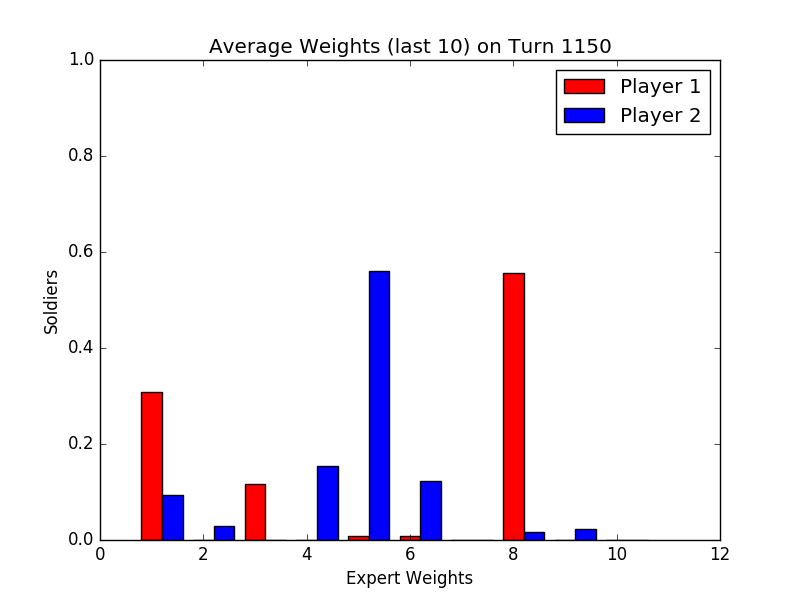 Average Weights (last 10) on Turn 1150
1.0
Player 1
Player 2
0.8
0.6
Soldiers
0.4
0.2
0.0
0 2 4 6 8 10 12
Expert Weights